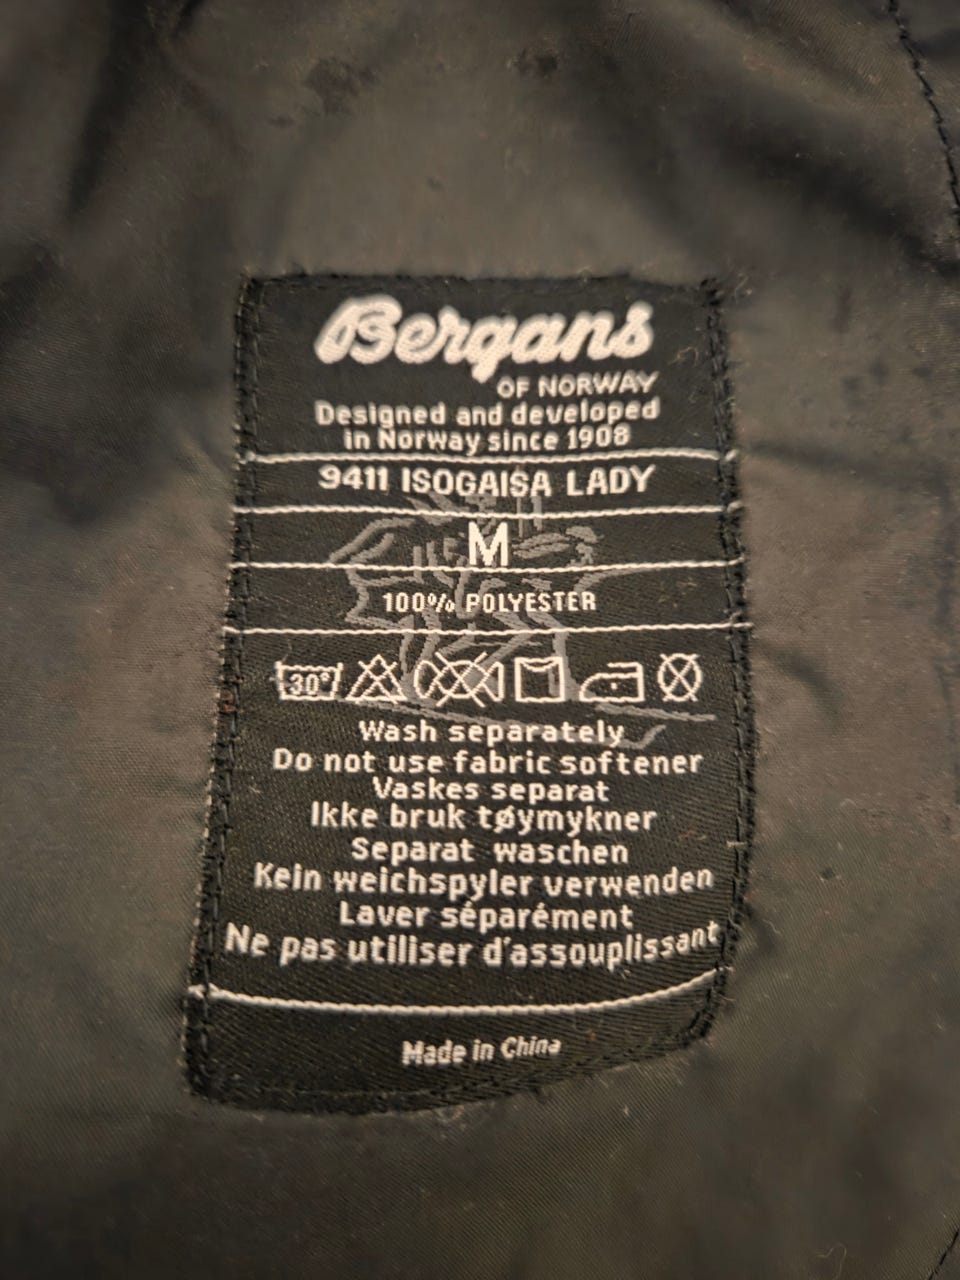 Bergans
OF NORWAY
Designed and developed
in Norway since 1908
9411 ISOGAISA LADY
M
100% POLYESTER
30°
Wash separately
Do not use fabric softener
Vaskes separat
Ikke bruk tøymykner
Separat waschen
Kein weichspyler verwenden
Laver séparément
Ne pas utiliser d'assouplissant
Made in China